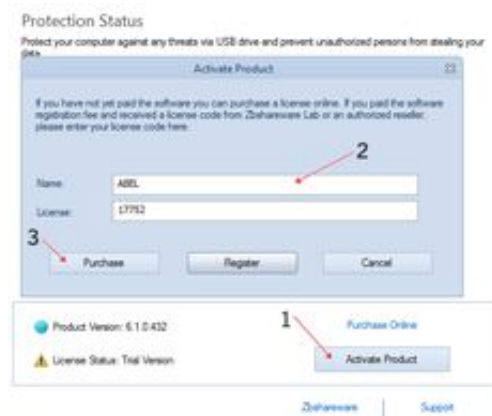 Protection Status
Protect your computer against any threats via USB drive and prevent unauthorized persons from stealing your
data.
Activate Product
If you have not yet paid the software you can purchase a license online. If you paid the software
registration fee and received a license code from Zbshareware Lab or an authorized reseller,
please enter your license code here.
2
Name: ABEL
License: 17752
3
Purchase Register Cancel
Product Version: 6.1.0.432 1 Purchase Online
License Status: Trial Version Activate Product
Zbshareware | Support